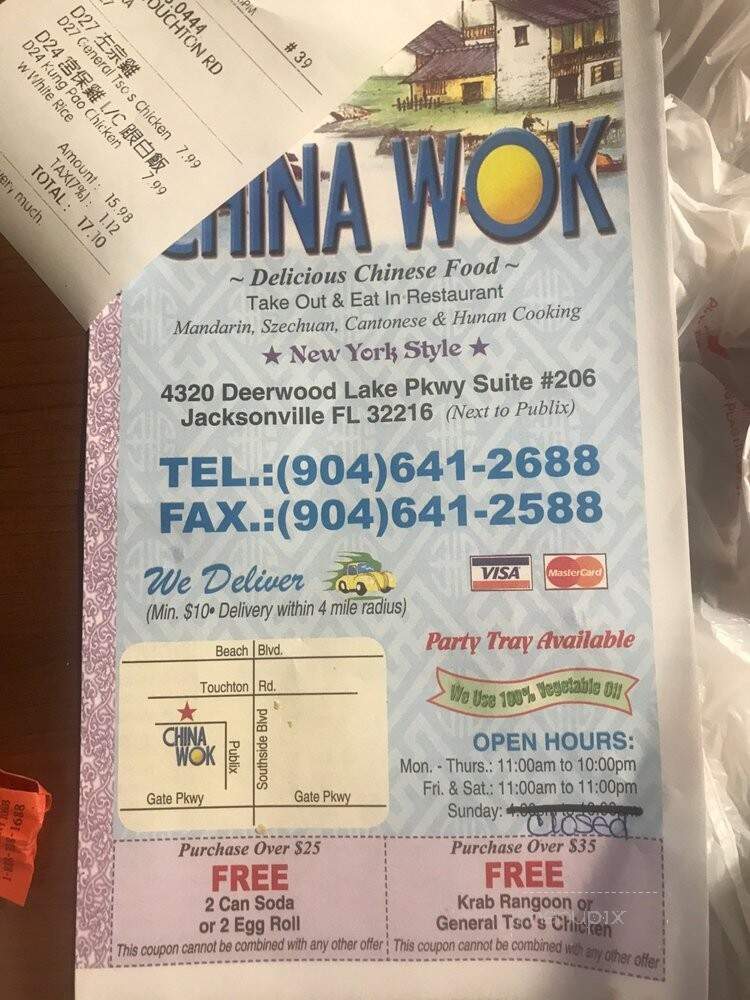 0444
OUCHTON RD
# 39
D27 左宗雞
D27 General Tso's Chicken 7.99
D24 宮保雞 L/C 跟白飯
D24 Kung Pao Chicken 7.99
w White Rice
Amount: 15.98
TAX(7%): 1.12
TOTAL: 17.10
much.
CHINA WOK
~ Delicious Chinese Food ~
Take Out & Eat In Restaurant
Mandarin, Szechuan, Cantonese & Hunan Cooking
★ New York Style ★
4320 Deerwood Lake Pkwy Suite #206
Jacksonville FL 32216 (Next to Publix)
TEL.:(904)641-2688
FAX.:(904)641-2588
We Deliver
(Min. $10• Delivery within 4 mile radius)
VISA
MasterCard
Party Tray Available
We Use 100% Vegetable Oil
Beach Blvd.
Touchton Rd.
CHINA
WOK
Publix
Southside Blvd
Gate Pkwy
Gate Pkwy
OPEN HOURS:
Mon. - Thurs.: 11:00am to 10:00pm
Fri. & Sat.: 11:00am to 11:00pm
Sunday:
Closed
Purchase Over $25
FREE
2 Can Soda
or 2 Egg Roll
This coupon cannot be combined with any other offer
Purchase Over $35
FREE
Krab Rangoon or
General Tso's Chicken
This coupon cannot be combined with any other offer